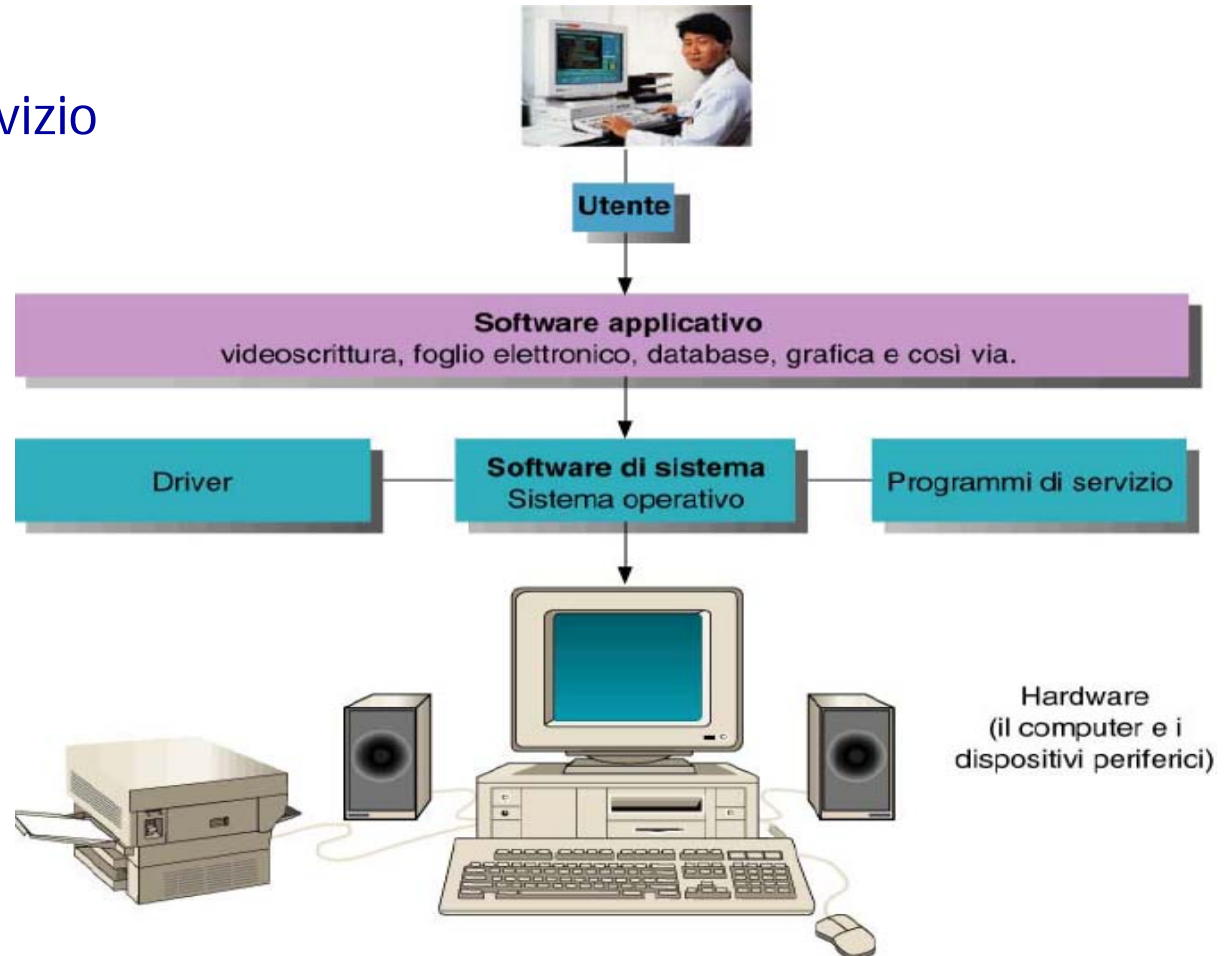 vizio
Utente
Software applicativo
videoscrittura, foglio elettronico, database, grafica e così via.
Driver
Software di sistema
Sistema operativo
Programmi di servizio
Hardware
(il computer e i
dispositivi periferici)